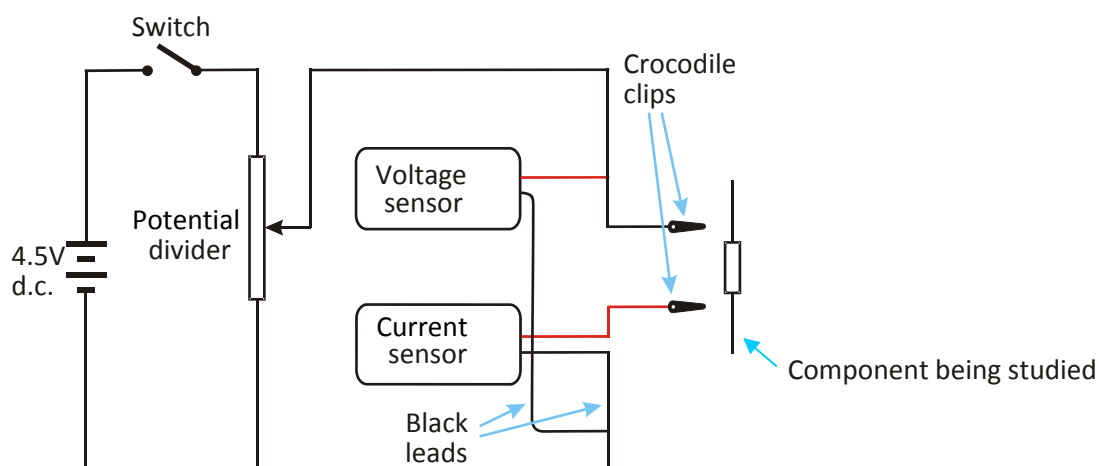 Switch
Crocodile
clips
Voltage
sensor
Potential
divider
4.5V
d.c.
Current
sensor
Component being studied
Black
leads